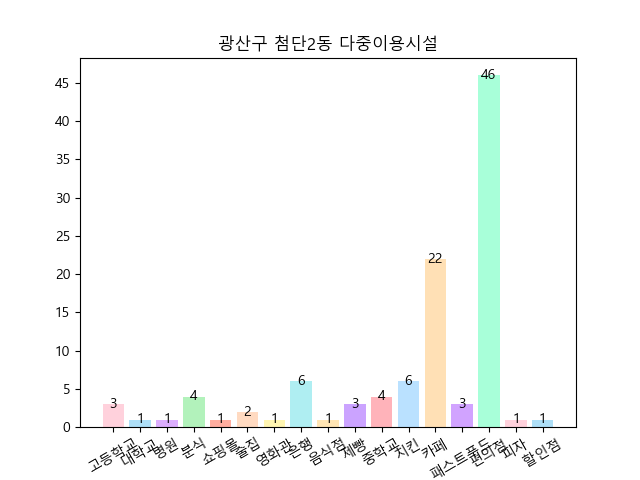 광산구 첨단2동 다중이용시설
45
40
35
30
25
20
15
10
5
0
3
1
1
4
1
2
1
6
1
3
4
6
22
3
46
1
1
고등학교
대학교
병원
분식
쇼핑몰
술집
영화관
은행
음식점
제빵
중학교
치킨
카페
패스트푸드
편의점
피자
할인점